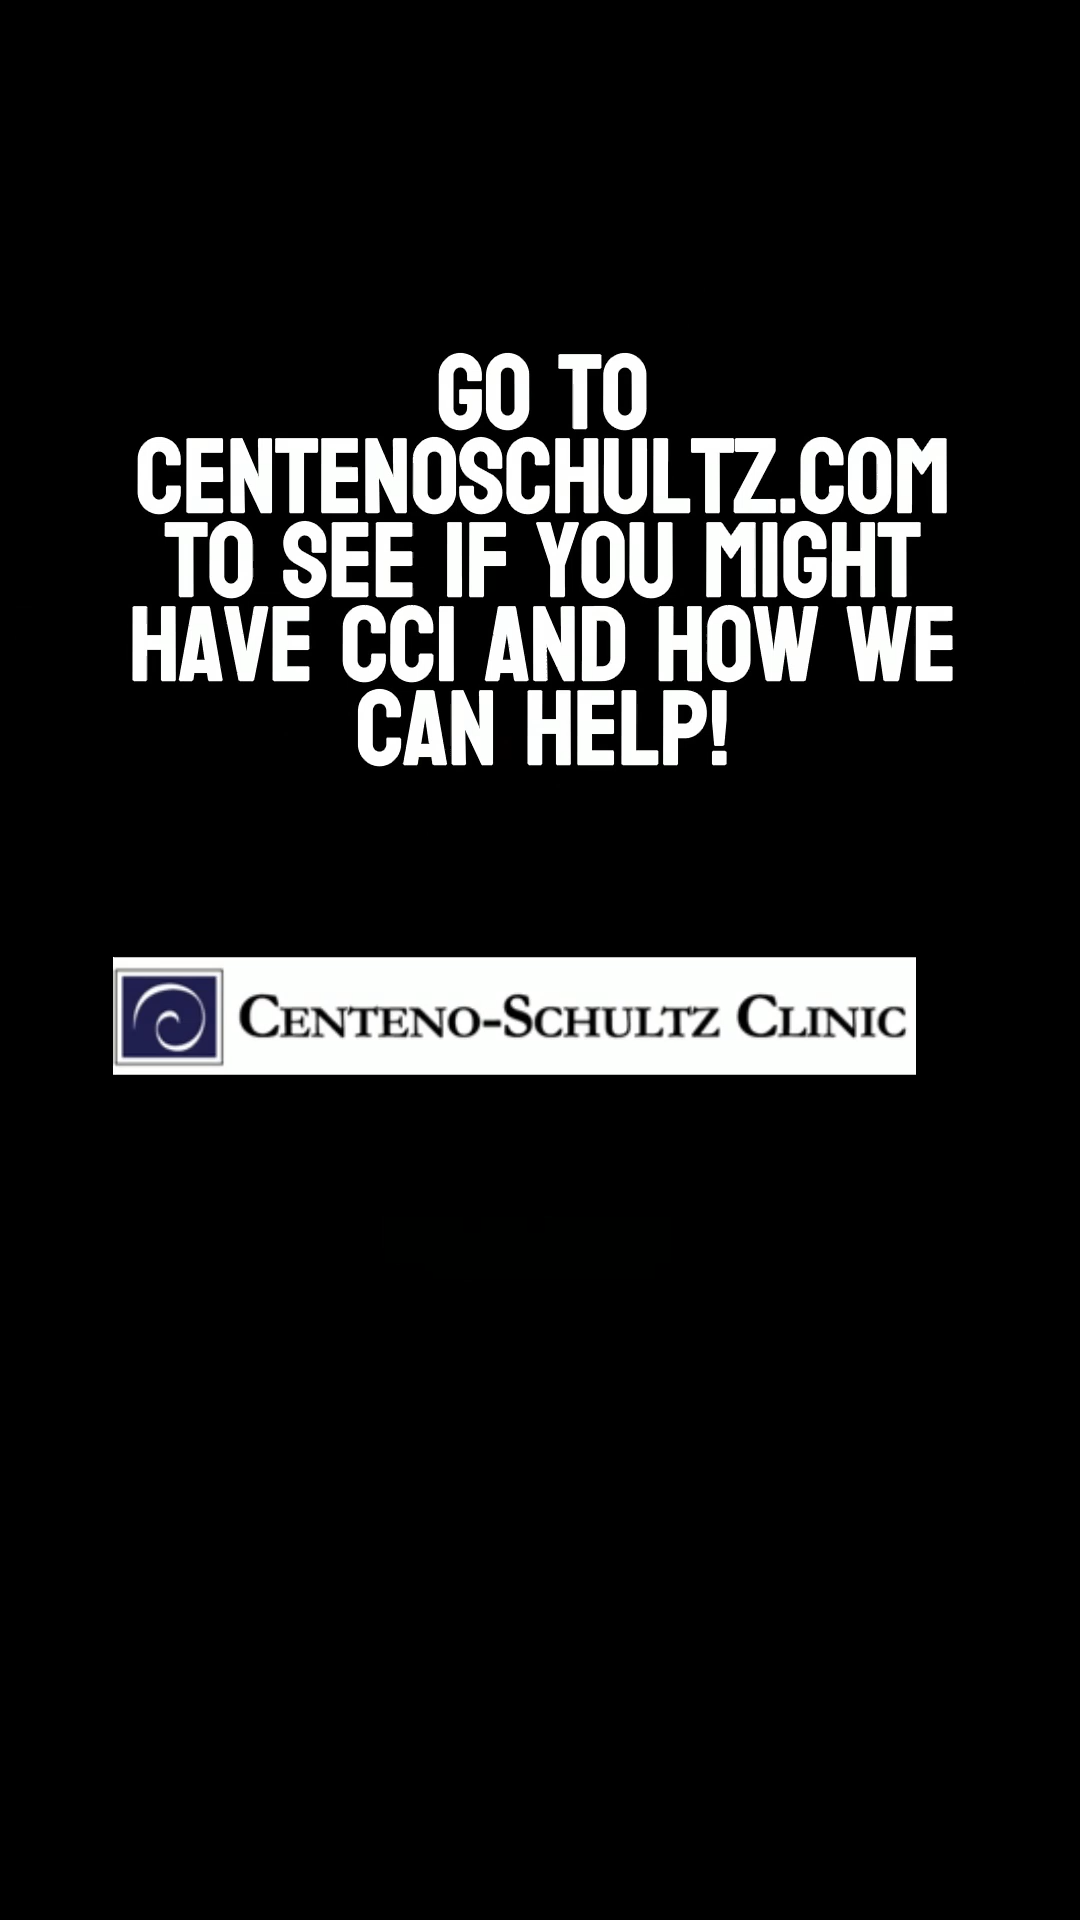 GO TO
CENTENOSCHULTZ.COM
TO SEE IF YOU MIGHT
HAVE CCI AND HOW WE
CAN HELP!
CENTENO-SCHULTZ CLINIC